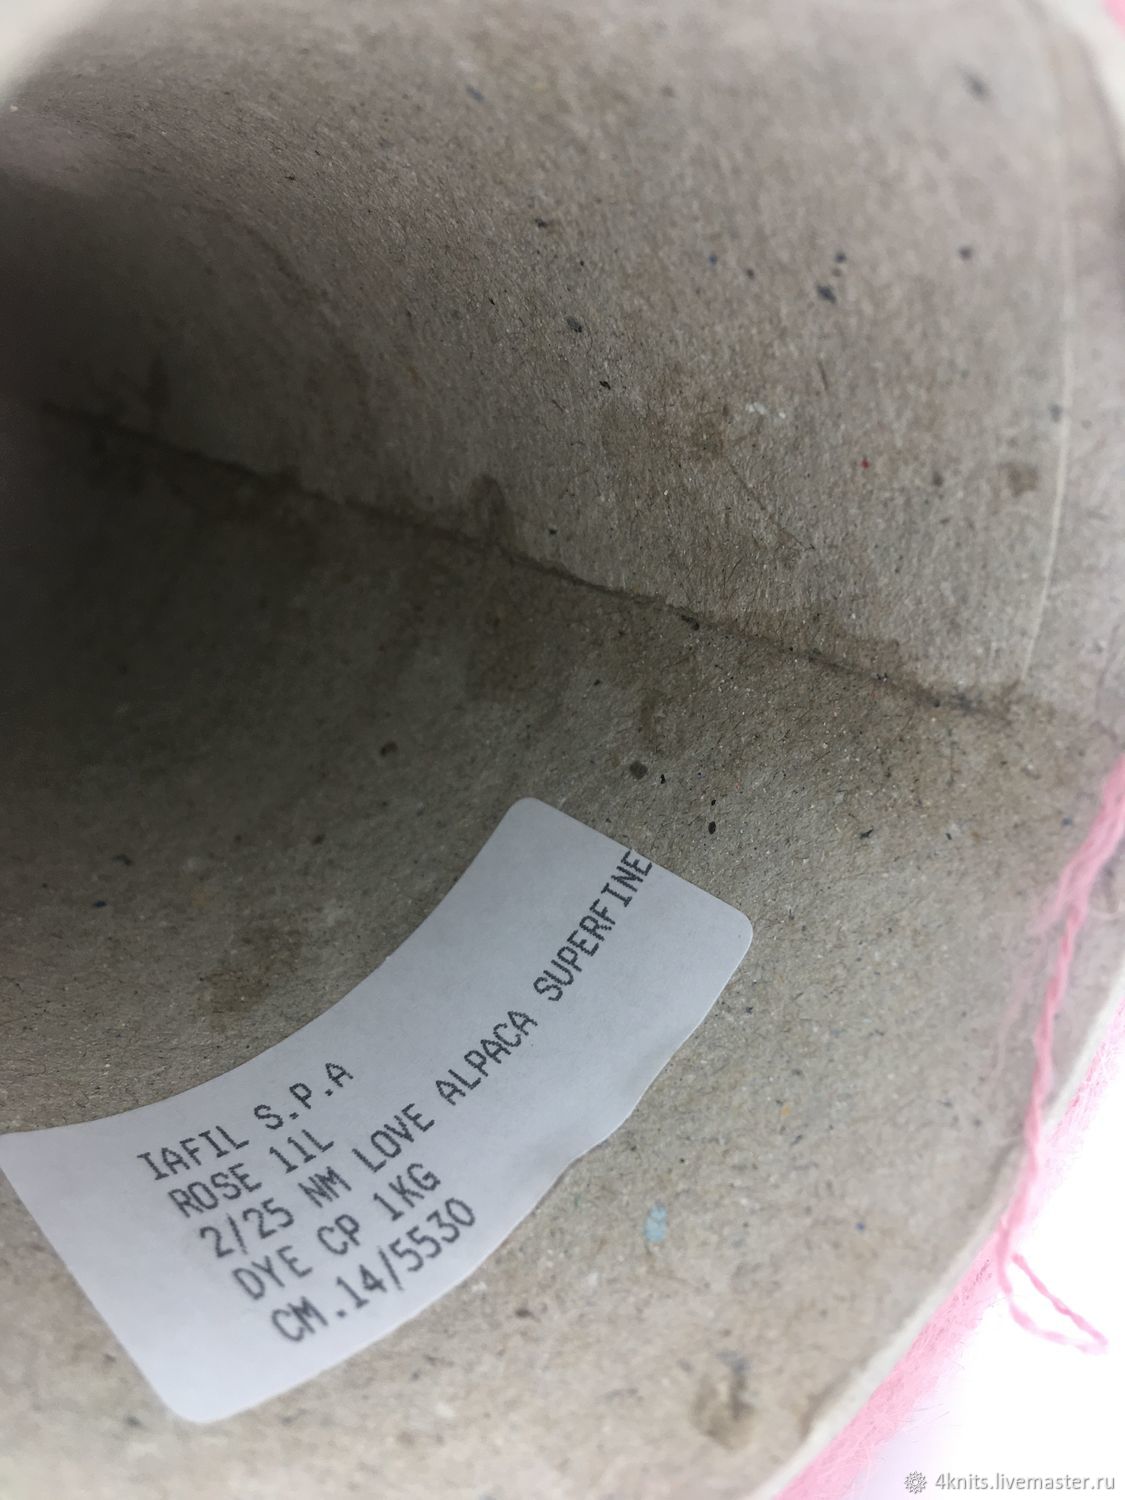 IAFIL S.P.A
ROSE 11L
2/25 NM LOVE ALPACA SUPERFINE
DYE CP 1KG
CM.14/5530
4knits.livemaster.ru